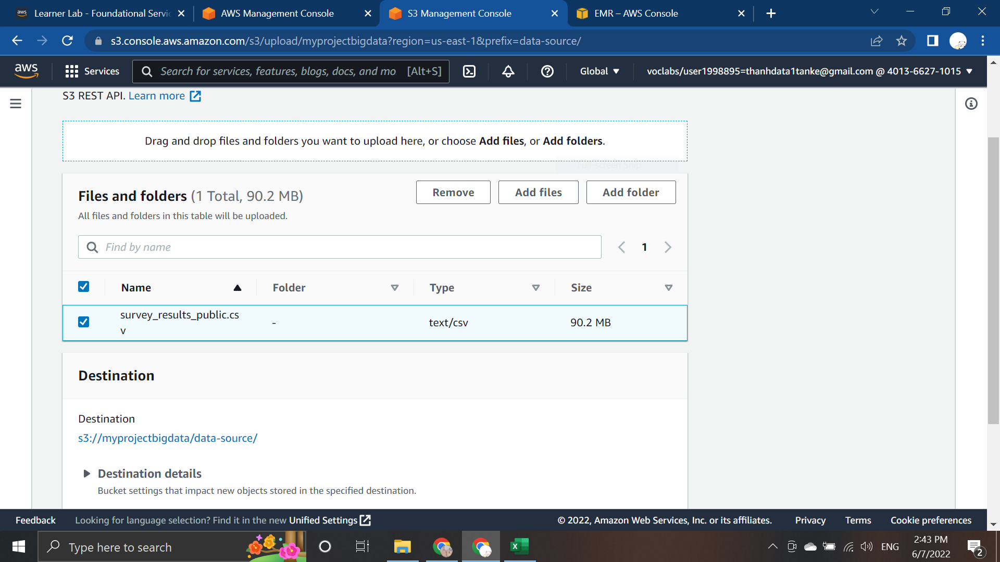 aws Learner Lab - Foundational Servic
AWS Management Console
S3 Management Console
EMR – AWS Console
s3.console.aws.amazon.com/s3/upload/myprojectbigdata?region=us-east-1&prefix=data-source/
aws
Services
Search for services, features, blogs, docs, and mo [Alt+S]
Global
voclabs/user1998895=thanhdata1tanke@gmail.com @ 4013-6627-1015
S3 REST API. Learn more
Drag and drop files and folders you want to upload here, or choose Add files, or Add folders.
Full-screen Snip
Files and folders (1 Total, 90.2 MB)
Remove
Add files
Add folder
All files and folders in this table will be uploaded.
Find by name
1
Name
Folder
Type
Size
survey_results_public.cs
v
-
text/csv
90.2 MB
Destination
Destination
s3://myprojectbigdata/data-source/
Destination details
Bucket settings that impact new objects stored in the specified destination.
Feedback
Looking for language selection? Find it in the new Unified Settings
© 2022, Amazon Web Services, Inc. or its affiliates.
Privacy
Terms
Cookie preferences
Type here to search
ENG
2:43 PM
6/7/2022
2